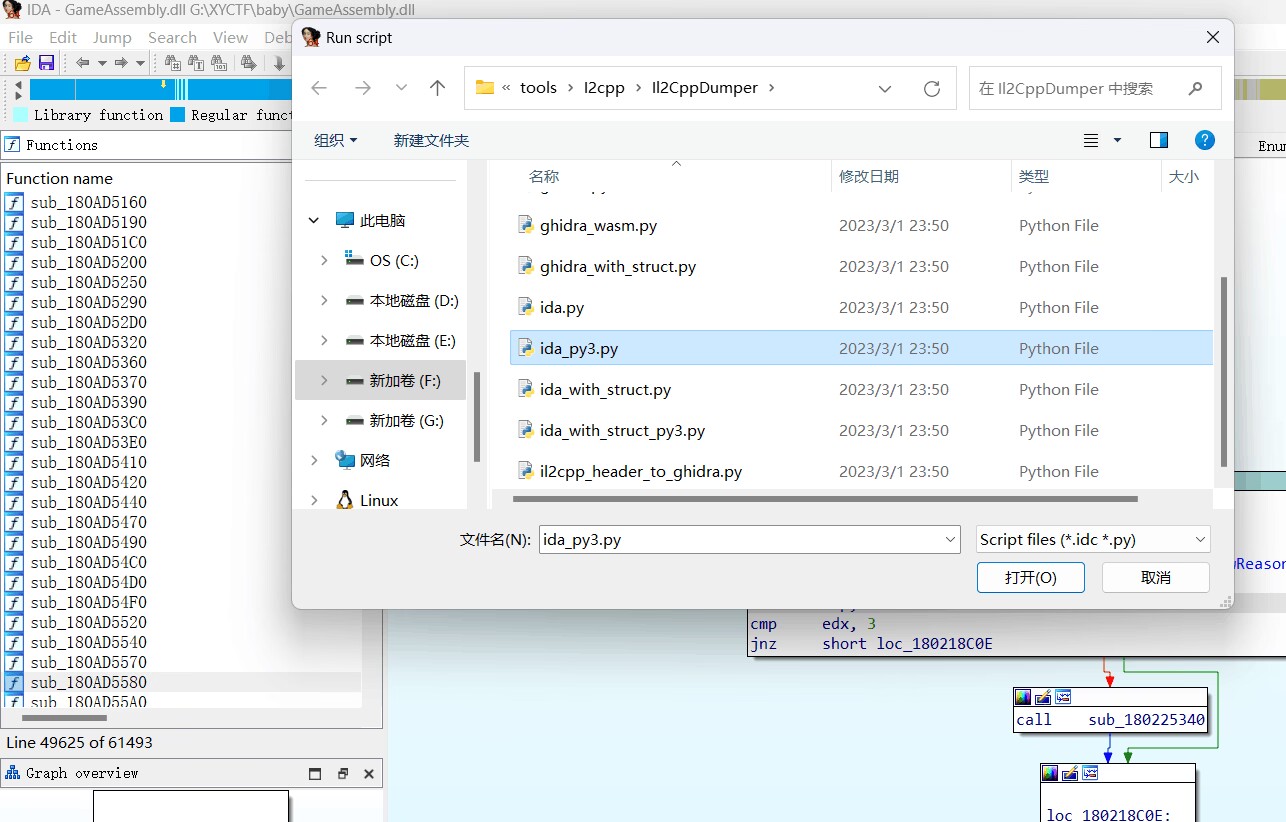 IDA - GameAssembly.dll G:\XYCTF\baby\GameAssembly.dll
File Edit Jump Search View Deb
Library function Regular funct
Functions
Function name
sub_180AD5160
sub_180AD5190
sub_180AD51C0
sub_180AD5200
sub_180AD5250
sub_180AD5290
sub_180AD52D0
sub_180AD5320
sub_180AD5360
sub_180AD5370
sub_180AD5390
sub_180AD53C0
sub_180AD53E0
sub_180AD5410
sub_180AD5420
sub_180AD5440
sub_180AD5470
sub_180AD5490
sub_180AD54C0
sub_180AD54D0
sub_180AD54F0
sub_180AD5520
sub_180AD5540
sub_180AD5570
sub_180AD5580
sub_180AD55A0
Line 49625 of 61493
Graph overview
Run script
« tools › l2cpp › Il2CppDumper ›
在 Il2CppDumper 中搜索
组织 新建文件夹
名称 修改日期 类型 大小
此电脑
OS (C:)
本地磁盘 (D:)
本地磁盘 (E:)
新加卷 (F:)
新加卷 (G:)
网络
Linux
ghidra_wasm.py 2023/3/1 23:50 Python File
ghidra_with_struct.py 2023/3/1 23:50 Python File
ida.py 2023/3/1 23:50 Python File
ida_py3.py 2023/3/1 23:50 Python File
ida_with_struct.py 2023/3/1 23:50 Python File
ida_with_struct_py3.py 2023/3/1 23:50 Python File
il2cpp_header_to_ghidra.py 2023/3/1 23:50 Python File
文件名(N): ida_py3.py Script files (*.idc *.py)
打开(O) 取消
Enum
wReason
cmp edx, 3
jnz short loc_180218C0E
call sub_180225340
loc_180218C0E: